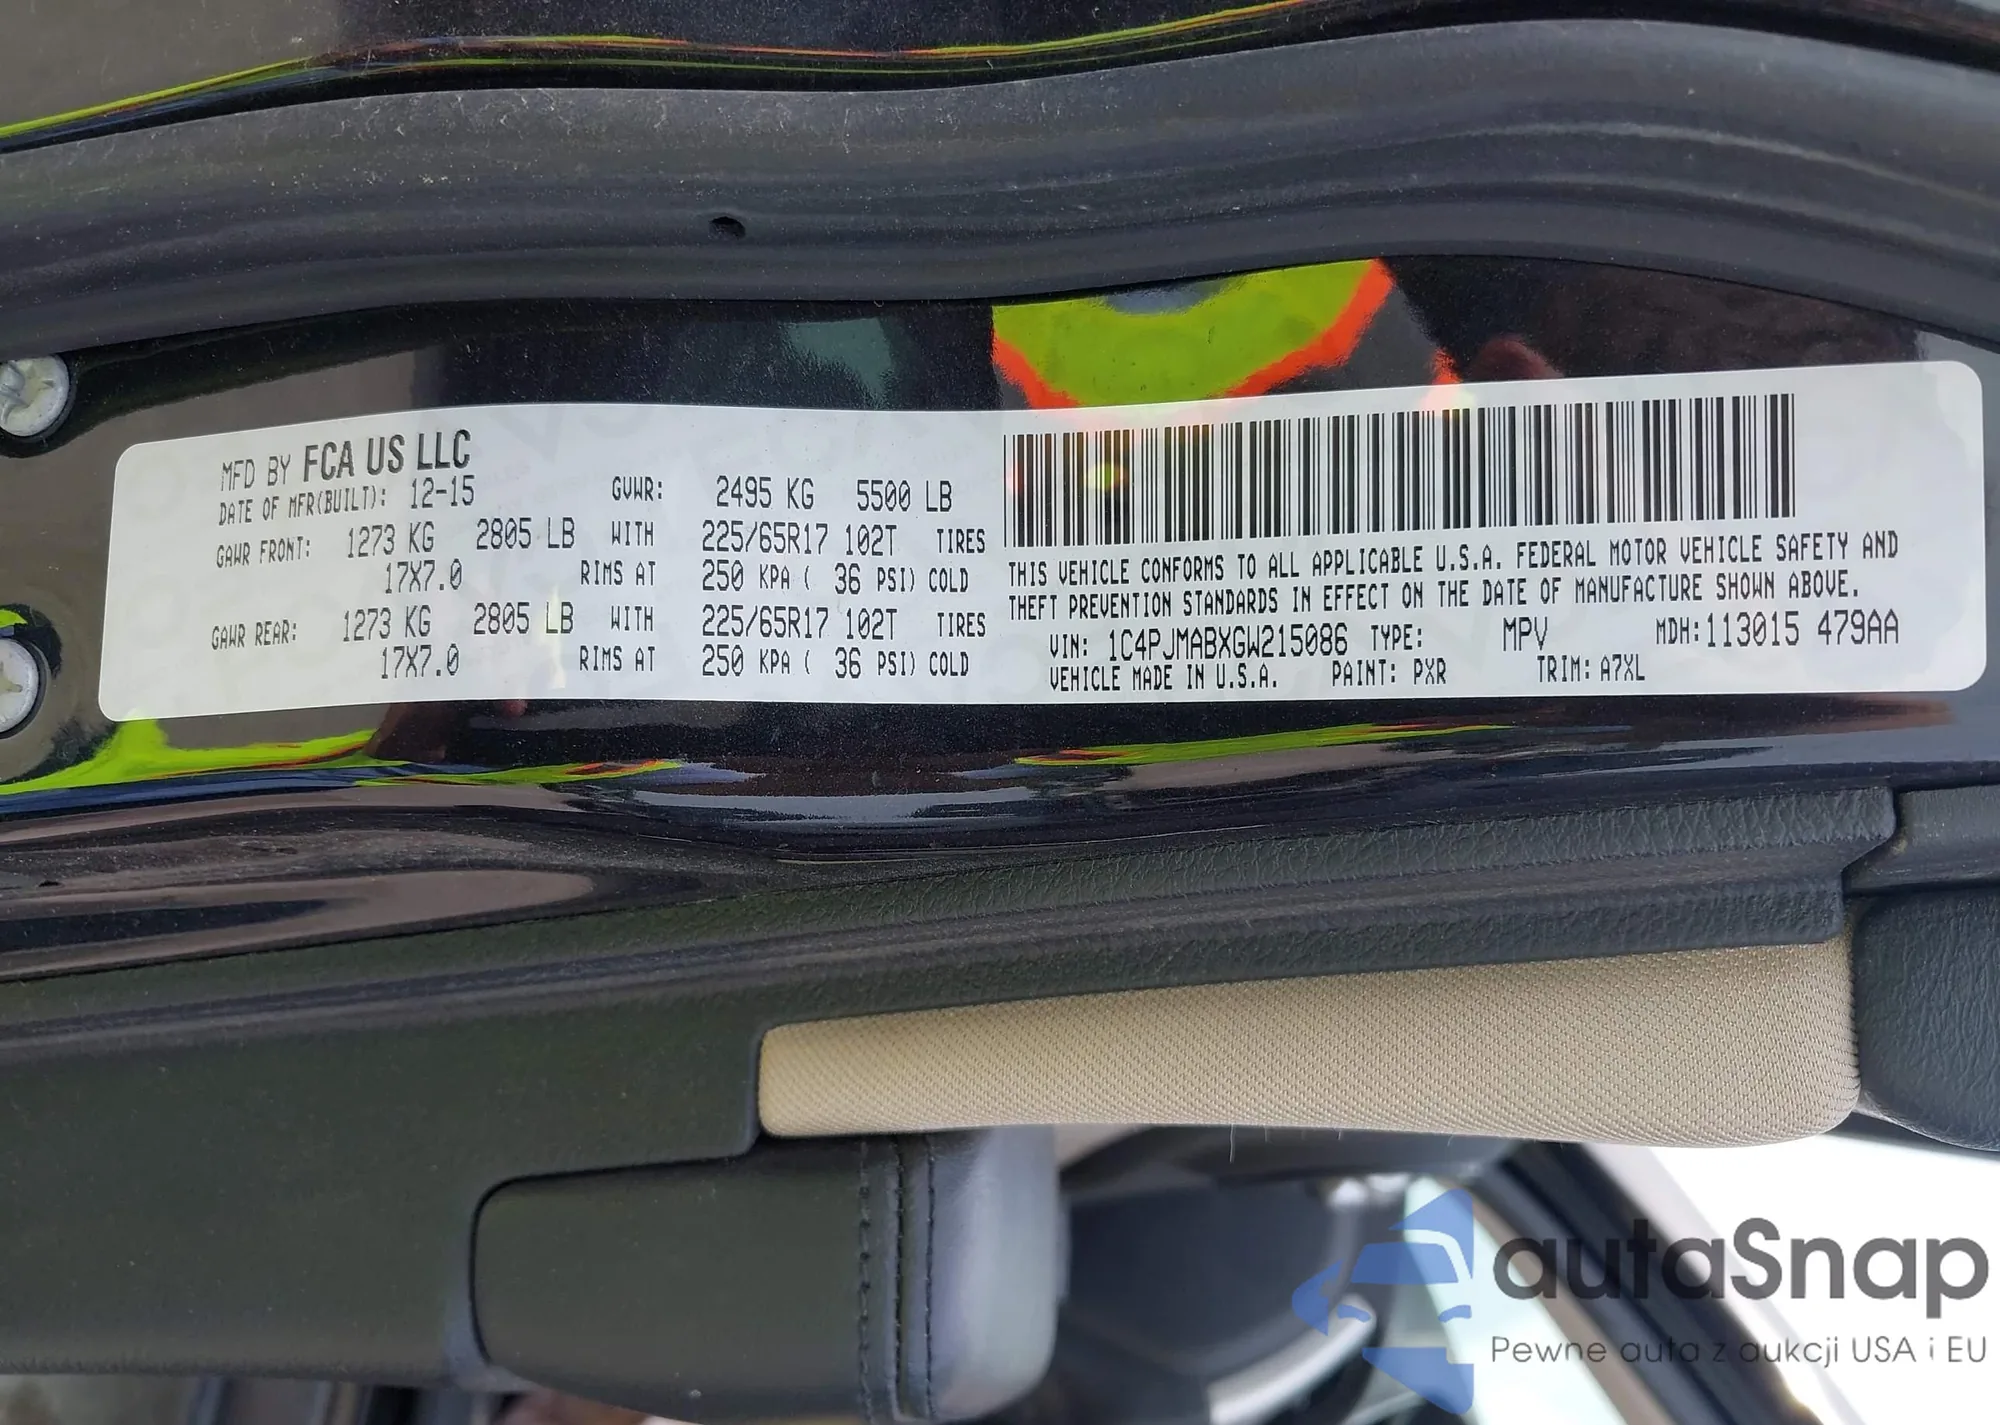 MFD BY FCA US LLC
DATE OF MFR(BUILT): 12-15 GVWR: 2495 KG 5500 LB
GAWR FRONT: 1273 KG 2805 LB WITH 225/65R17 102T TIRES
17X7.0 RIMS AT 250 KPA ( 36 PSI) COLD
GAWR REAR: 1273 KG 2805 LB WITH 225/65R17 102T TIRES
17X7.0 RIMS AT 250 KPA ( 36 PSI) COLD
THIS VEHICLE CONFORMS TO ALL APPLICABLE U.S.A. FEDERAL MOTOR VEHICLE SAFETY AND
THEFT PREVENTION STANDARDS IN EFFECT ON THE DATE OF MANUFACTURE SHOWN ABOVE.
VIN: 1C4PJMABXGW215086 TYPE: MPV MDH:113015 479AA
VEHICLE MADE IN U.S.A. PAINT: PXR TRIM: A7XL
autaSnap
Pewne auta z aukcji USA i EU